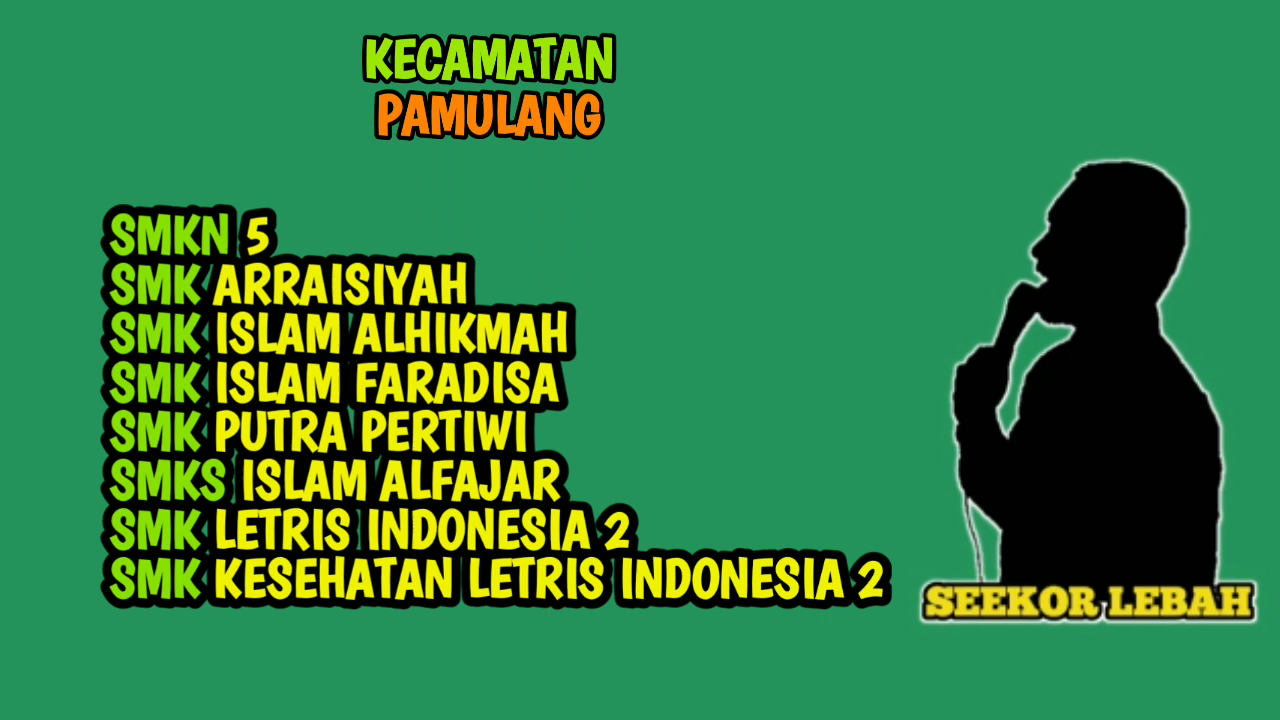 KECAMATAN
PAMULANG
SMKN 5
SMK ARRAISIYAH
SMK ISLAM ALHIKMAH
SMK ISLAM FARADISA
SMK PUTRA PERTIWI
SMKS ISLAM ALFAJAR
SMK LETRIS INDONESIA 2
SMK KESEHATAN LETRIS INDONESIA 2
SEEKOR LEBAH